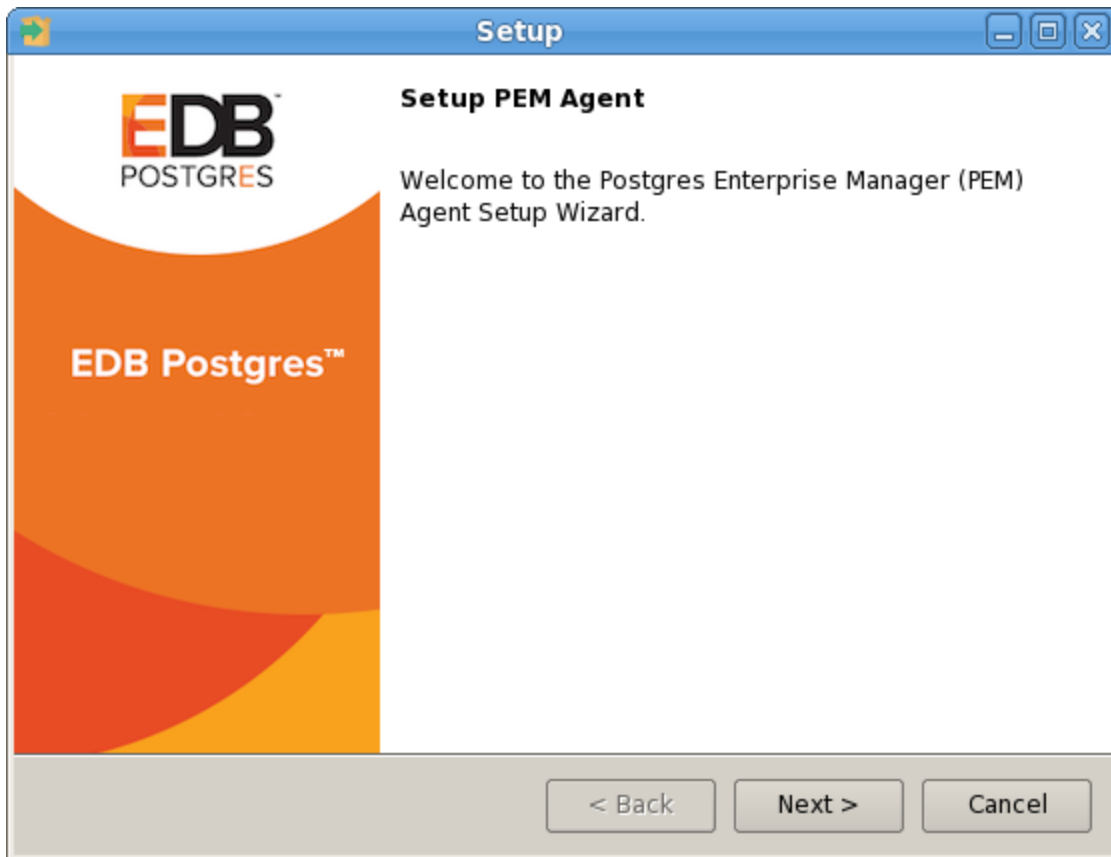 Setup
EDB™
POSTGRES
EDB Postgres™
Setup PEM Agent
Welcome to the Postgres Enterprise Manager (PEM)
Agent Setup Wizard.
< Back
Next >
Cancel